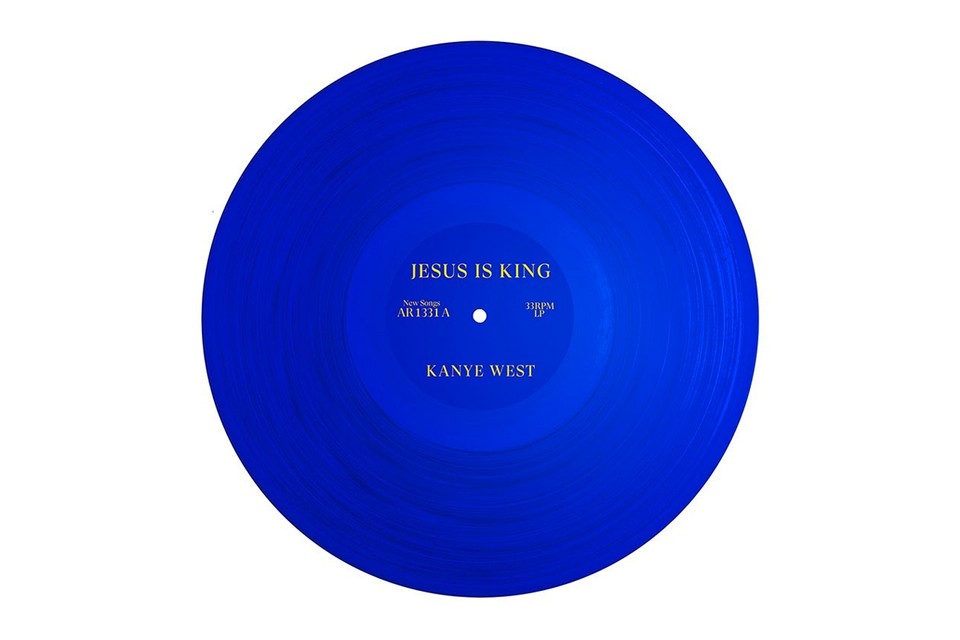 JESUS IS KING
New Songs
AR 1331 A
33RPM
LP
KANYE WEST